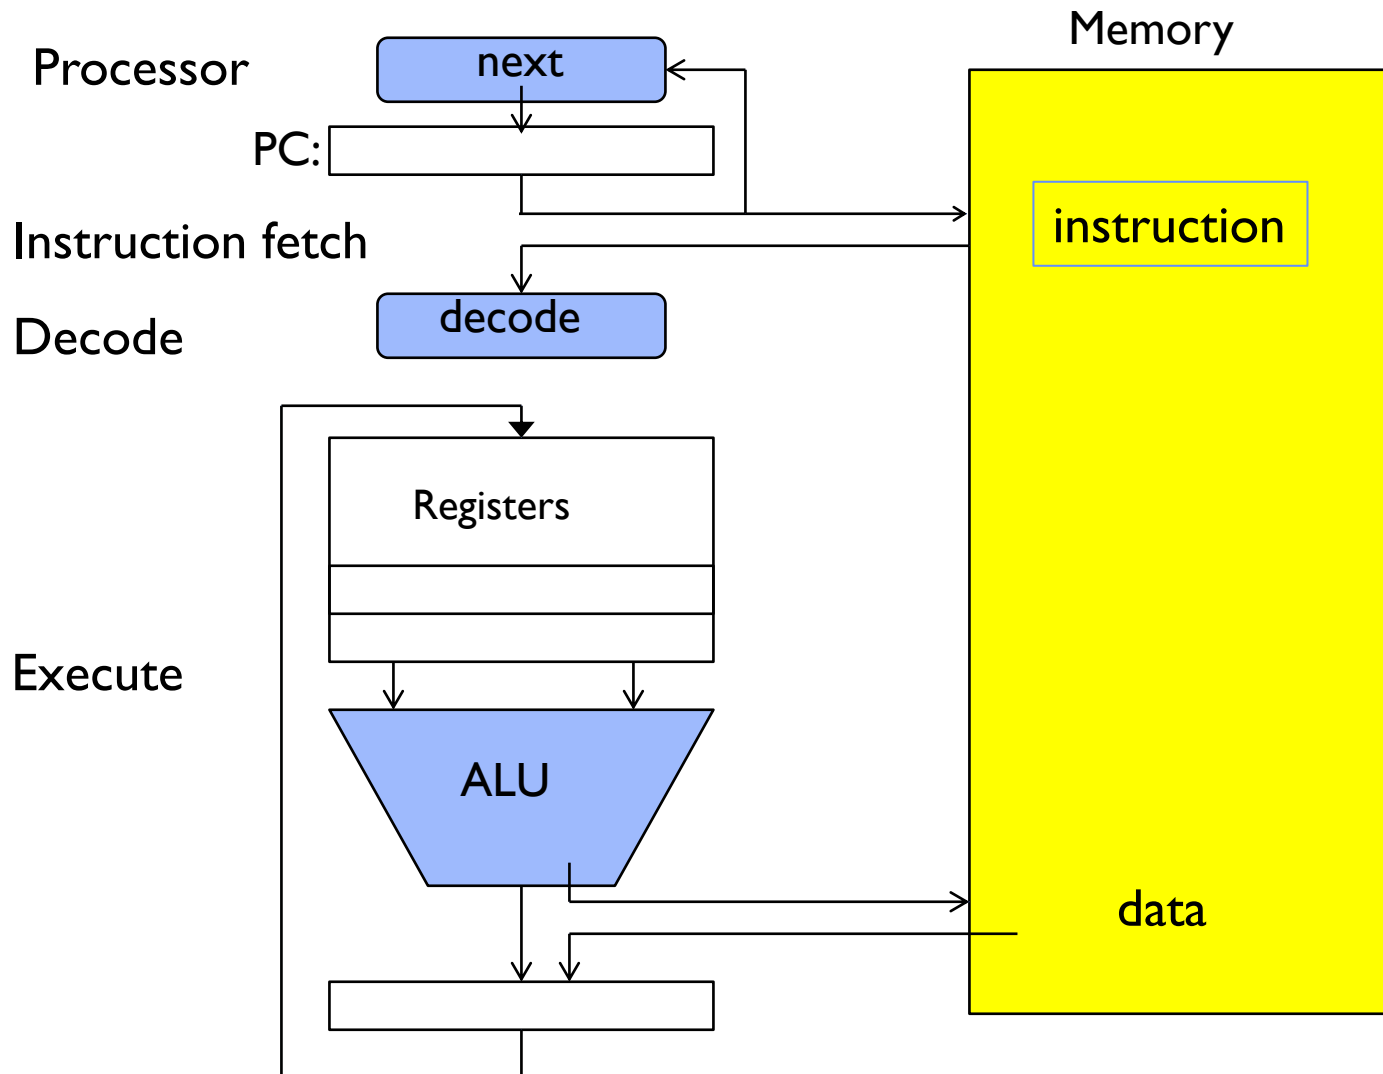 Memory
Processor
next
PC:
instruction
Instruction fetch
decode
Decode
Registers
Execute
ALU
data